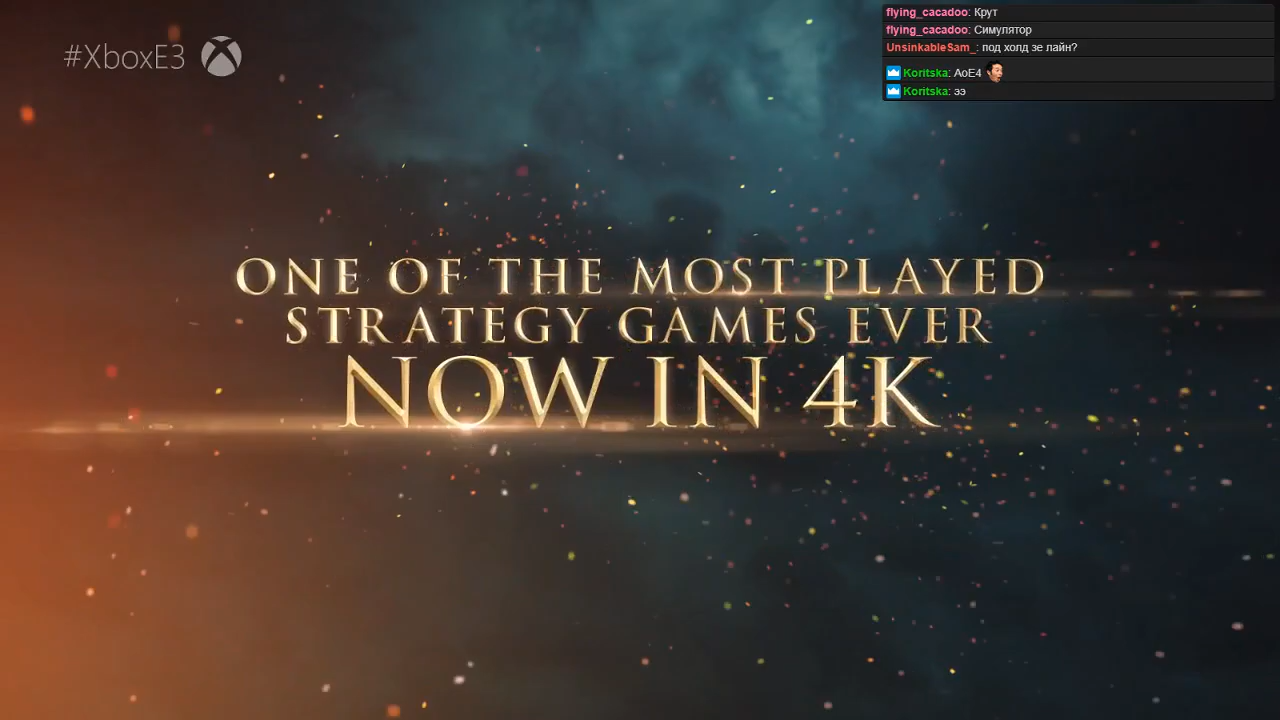 #XboxE3
flying_cacadoo: Крут
flying_cacadoo: Симулятор
UnsinkableSam_: под холд зе лайн?
Koritska: АоЕ4
Koritska: ээ
ONE OF THE MOST PLAYED
STRATEGY GAMES EVER
NOW IN 4K